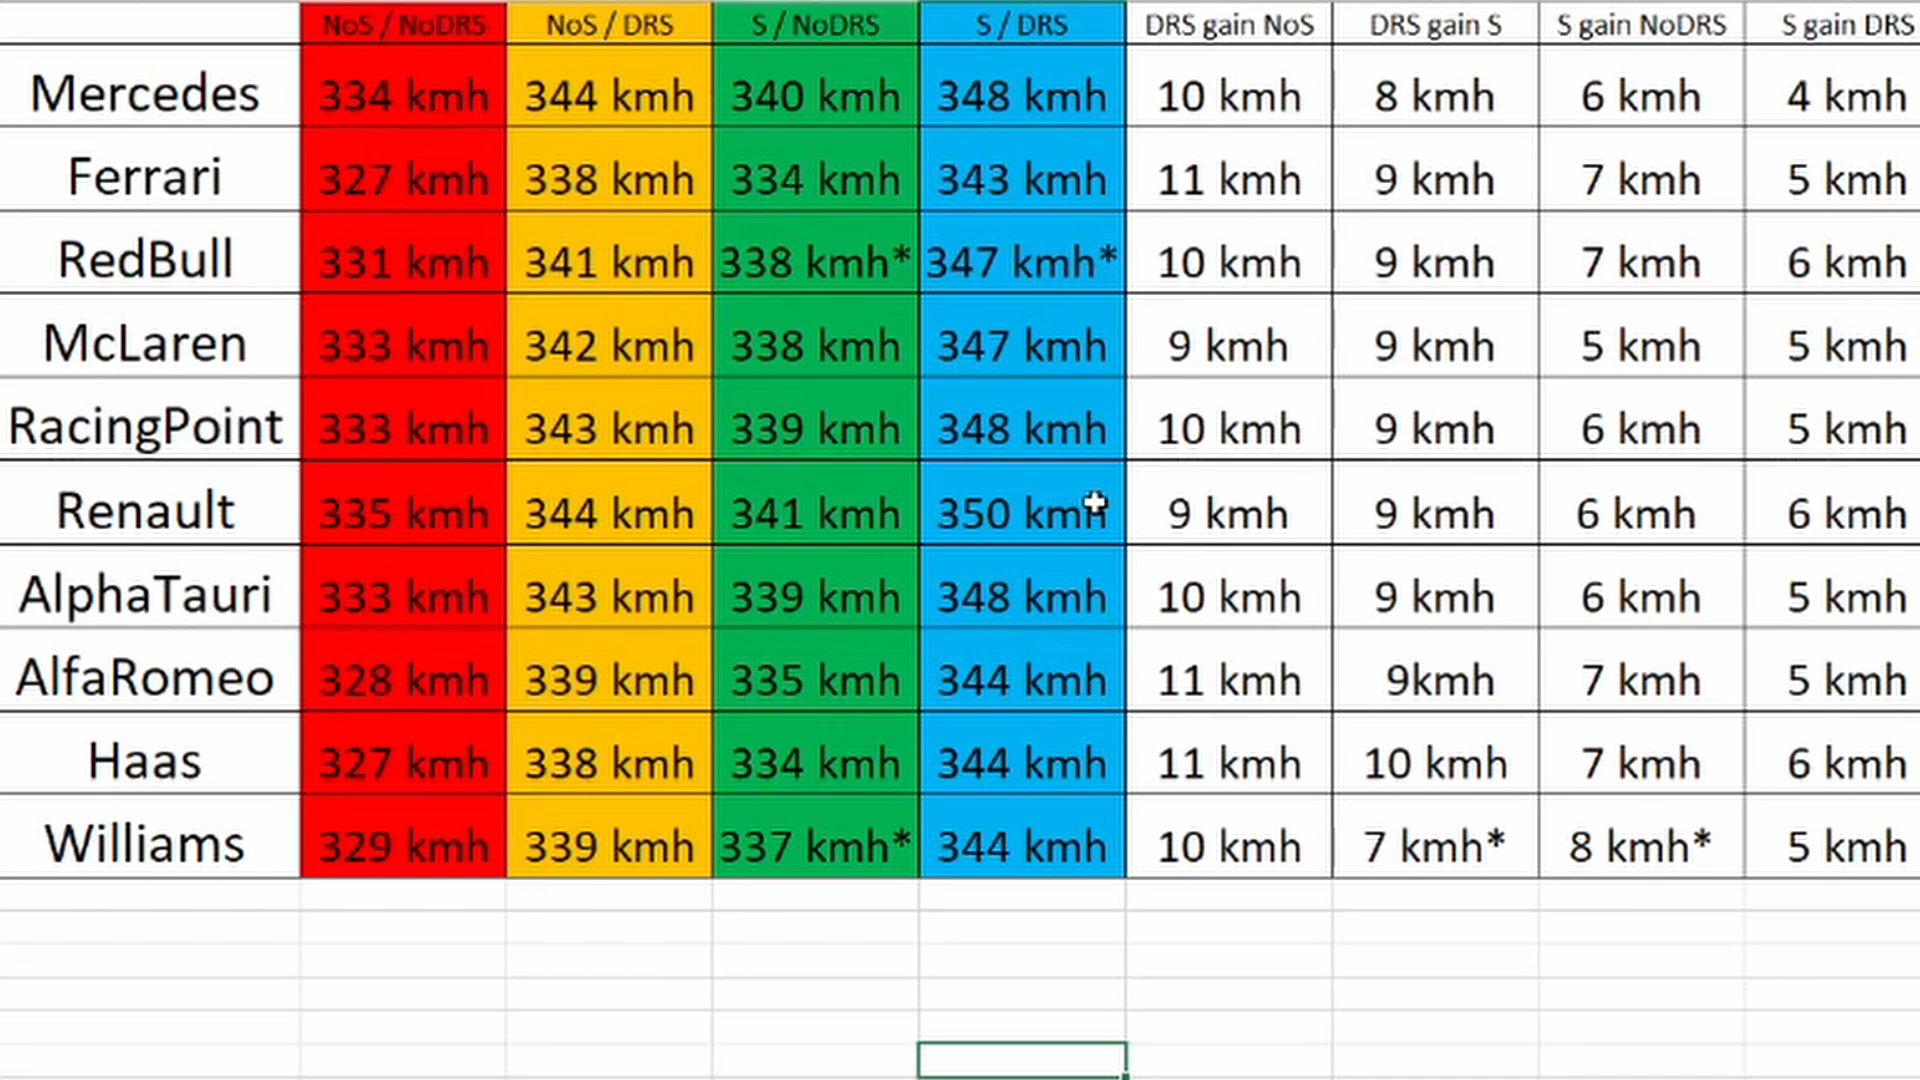 NoS / NoDRS NoS / DRS S / NoDRS S / DRS DRS gain NoS DRS gain S S gain NoDRS S gain DRS
Mercedes 334 kmh 344 kmh 340 kmh 348 kmh 10 kmh 8 kmh 6 kmh 4 kmh
Ferrari 327 kmh 338 kmh 334 kmh 343 kmh 11 kmh 9 kmh 7 kmh 5 kmh
RedBull 331 kmh 341 kmh 338 kmh* 347 kmh* 10 kmh 9 kmh 7 kmh 6 kmh
McLaren 333 kmh 342 kmh 338 kmh 347 kmh 9 kmh 9 kmh 5 kmh 5 kmh
RacingPoint 333 kmh 343 kmh 339 kmh 348 kmh 10 kmh 9 kmh 6 kmh 5 kmh
Renault 335 kmh 344 kmh 341 kmh 350 kmh 9 kmh 9 kmh 6 kmh 6 kmh
AlphaTauri 333 kmh 343 kmh 339 kmh 348 kmh 10 kmh 9 kmh 6 kmh 5 kmh
AlfaRomeo 328 kmh 339 kmh 335 kmh 344 kmh 11 kmh 9kmh 7 kmh 5 kmh
Haas 327 kmh 338 kmh 334 kmh 344 kmh 11 kmh 10 kmh 7 kmh 6 kmh
Williams 329 kmh 339 kmh 337 kmh* 344 kmh 10 kmh 7 kmh* 8 kmh* 5 kmh